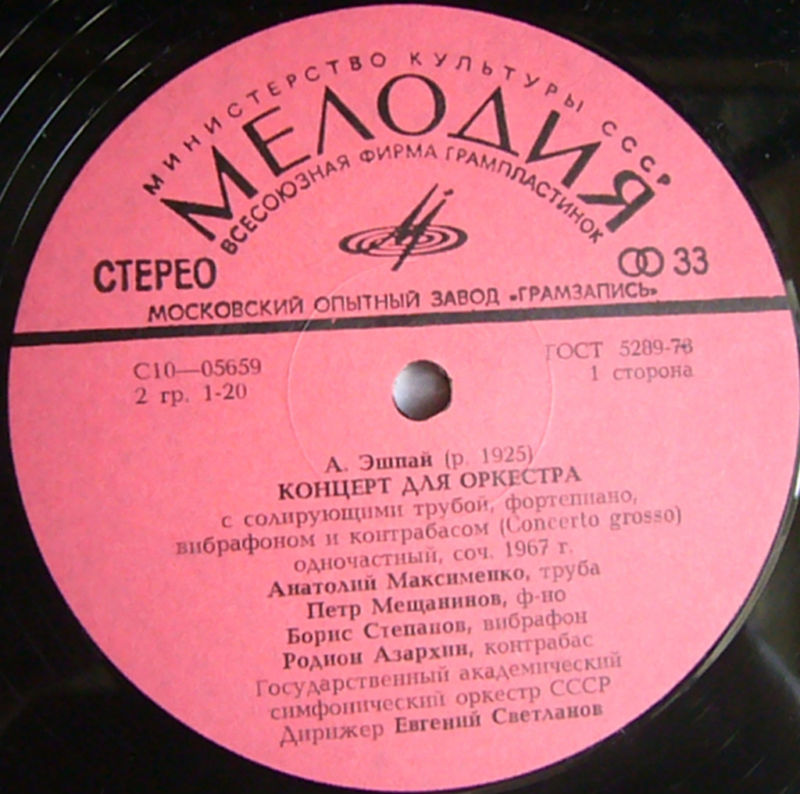 МИНИСТЕРСТВО КУЛЬТУРЫ СССР
МЕЛОДИЯ
ВСЕСОЮЗНАЯ ФИРМА ГРАМПЛАСТИНОК
СТЕРЕО
33
МОСКОВСКИЙ ОПЫТНЫЙ ЗАВОД «ГРАМЗАПИСЬ»
С10—05659
ГОСТ 5289-73
2 гр. 1-20
1 сторона
А. Эшпай (р. 1925)
КОНЦЕРТ ДЛЯ ОРКЕСТРА
с солирующими трубой, фортепиано,
вибрафоном и контрабасом (Concerto grosso)
одночастный, соч. 1967 г.
Анатолий Максименко, труба
Петр Мещанинов, ф-но
Борис Степанов, вибрафон
Родион Азархин, контрабас
Государственный академический
симфонический оркестр СССР
Дирижер Евгений Светланов